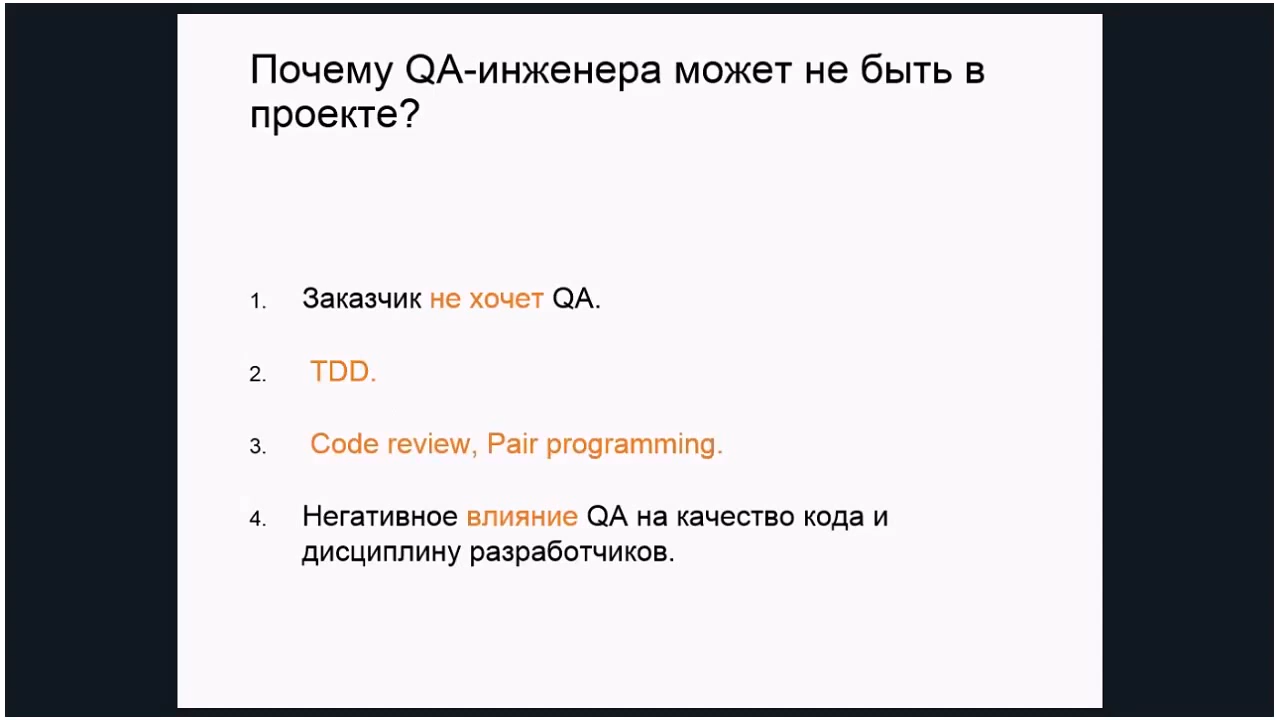 Почему QA-инженера может не быть в
проекте?
1. Заказчик не хочет QA.
2. TDD.
3. Code review, Pair programming.
4. Негативное влияние QA на качество кода и
дисциплину разработчиков.